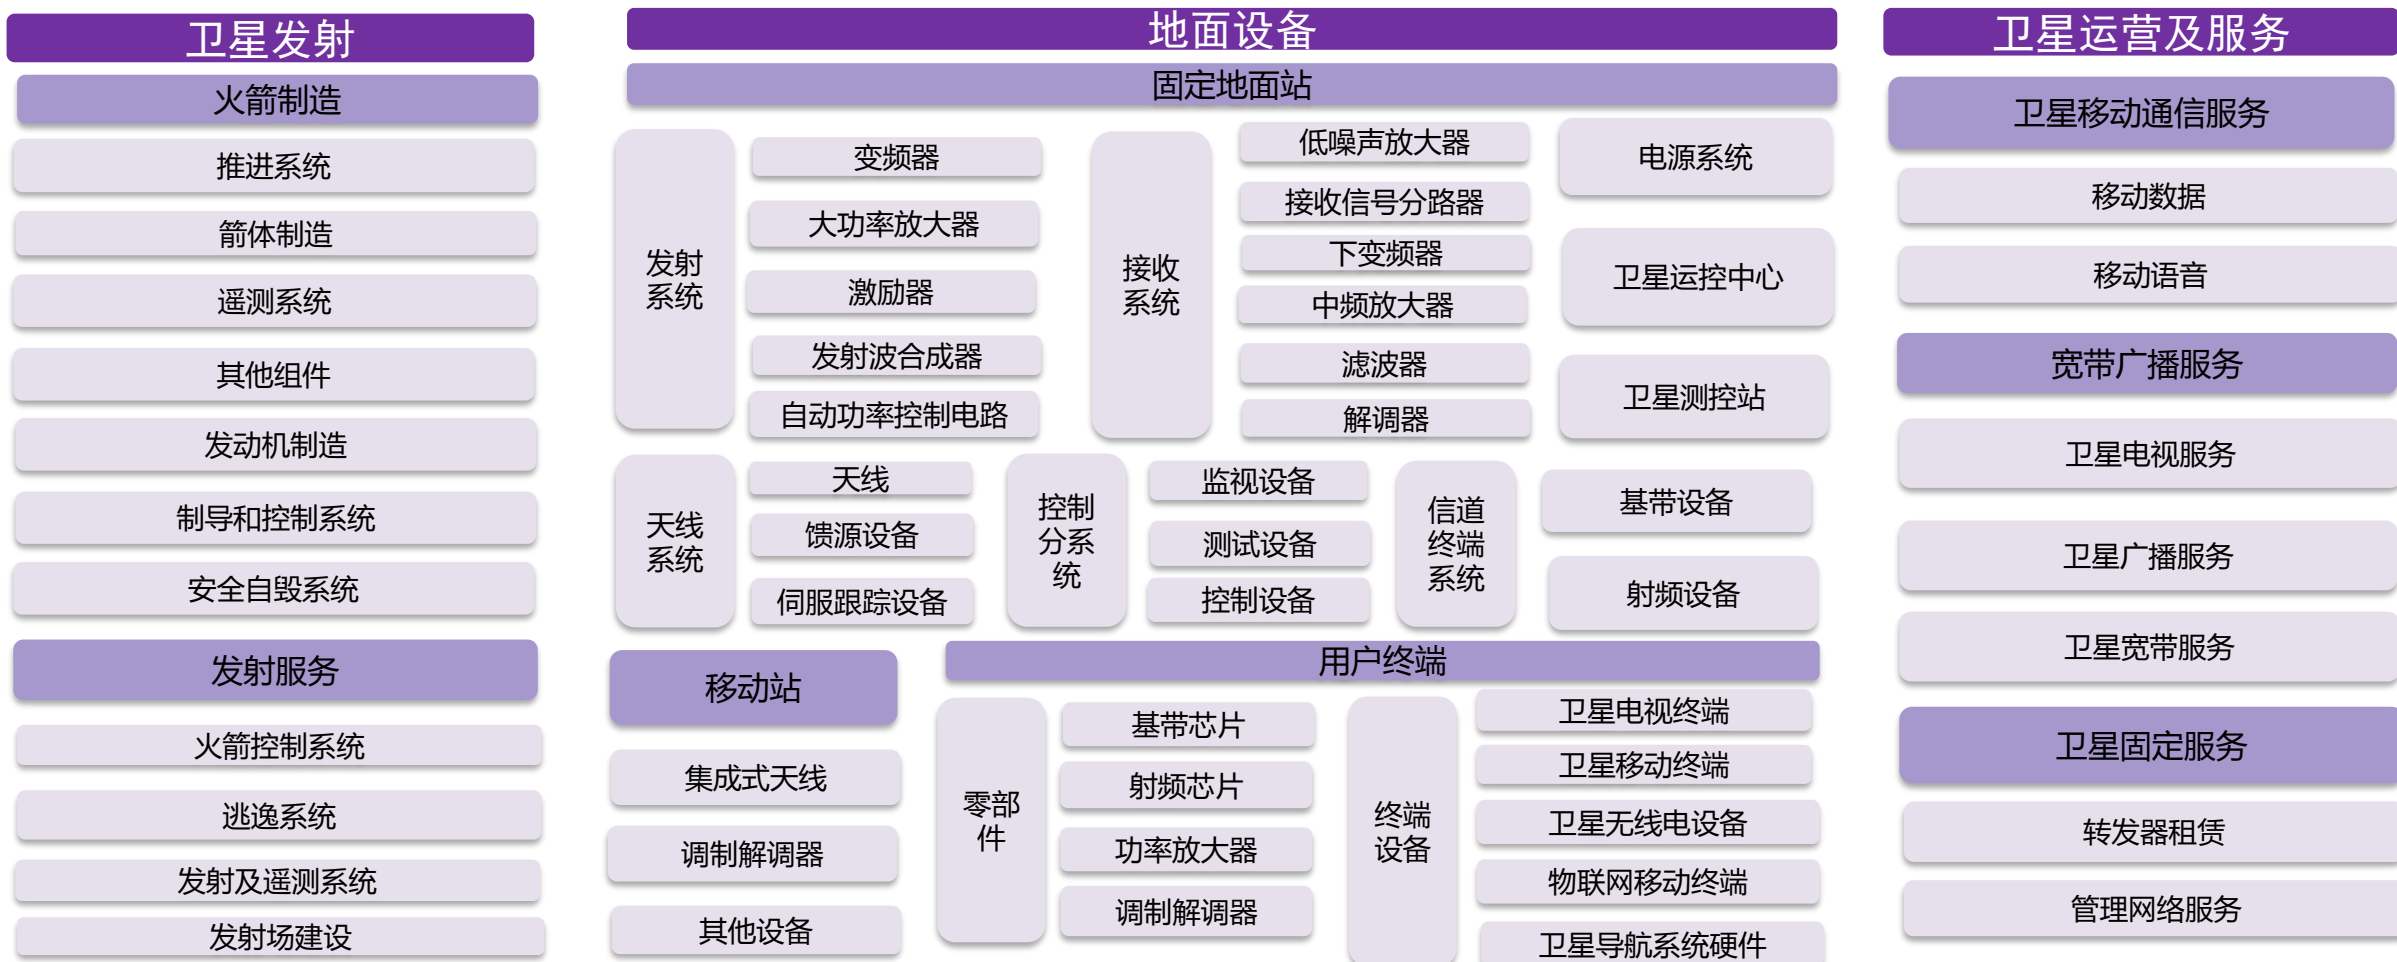 卫星发射
火箭制造
推进系统
箭体制造
遥测系统
其他组件
发动机制造
制导和控制系统
安全自毁系统
发射服务
火箭控制系统
逃逸系统
发射及遥测系统
发射场建设
地面设备
固定地面站
发射
系统
变频器
大功率放大器
激励器
发射波合成器
自动功率控制电路
接收
系统
低噪声放大器
接收信号分路器
下变频器
中频放大器
滤波器
解调器
电源系统
卫星运控中心
卫星测控站
天线
系统
天线
馈源设备
伺服跟踪设备
控制
分系
统
监视设备
测试设备
控制设备
信道
终端
系统
基带设备
射频设备
移动站
集成式天线
调制解调器
其他设备
用户终端
零部
件
基带芯片
射频芯片
功率放大器
调制解调器
终端
设备
卫星电视终端
卫星移动终端
卫星无线电设备
物联网移动终端
卫星导航系统硬件
卫星运营及服务
卫星移动通信服务
移动数据
移动语音
宽带广播服务
卫星电视服务
卫星广播服务
卫星宽带服务
卫星固定服务
转发器租赁
管理网络服务